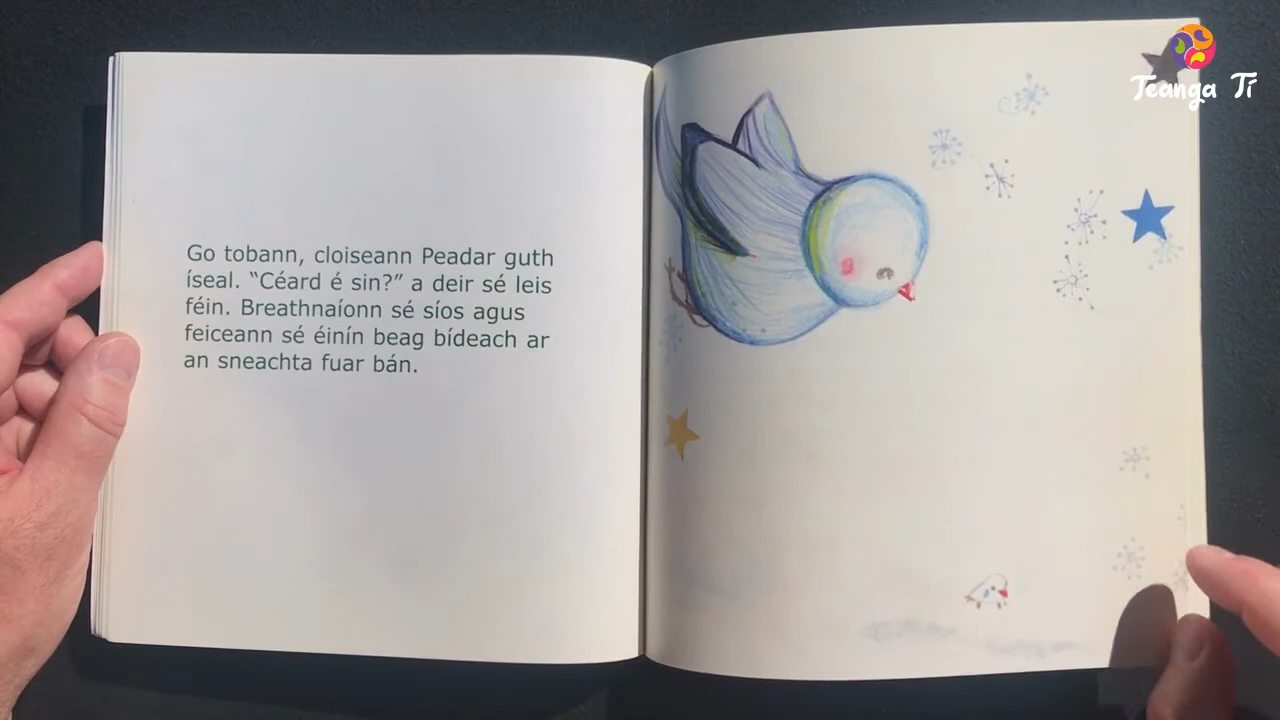 Go tobann, cloiseann Peadar guth
íseal. “Céard é sin?” a deir sé leis
féin. Breathnaíonn sé síos agus
feiceann sé éinín beag bídeach ar
an sneachta fuar bán.
Teanga Tí